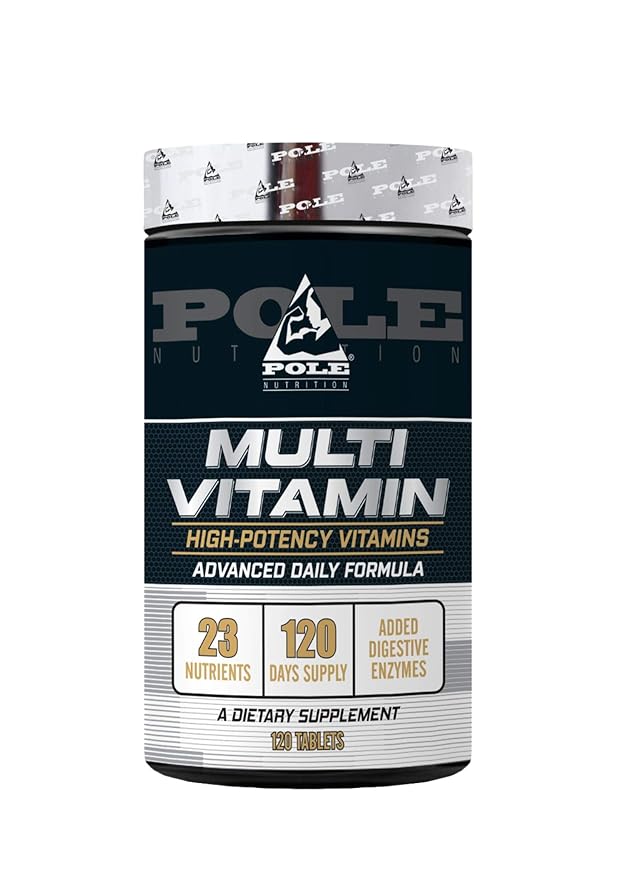 POLE
POLE
NUTRITION
POLE®
NUTRITION
MULTI
VITAMIN
HIGH-POTENCY VITAMINS
ADVANCED DAILY FORMULA
23
NUTRIENTS
120
DAYS SUPPLY
ADDED
DIGESTIVE
ENZYMES
A DIETARY SUPPLEMENT
120 TABLETS